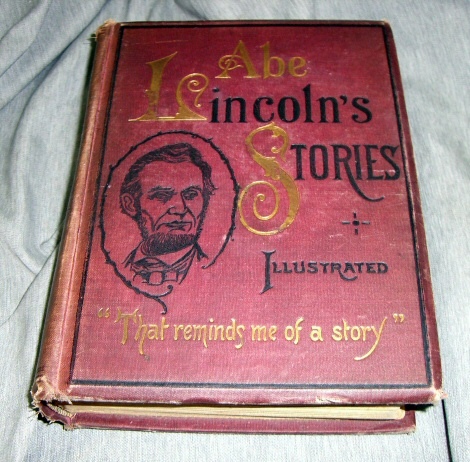 Abe
Lincoln's
STORIES
ILLUSTRATED
"That reminds me of a story"